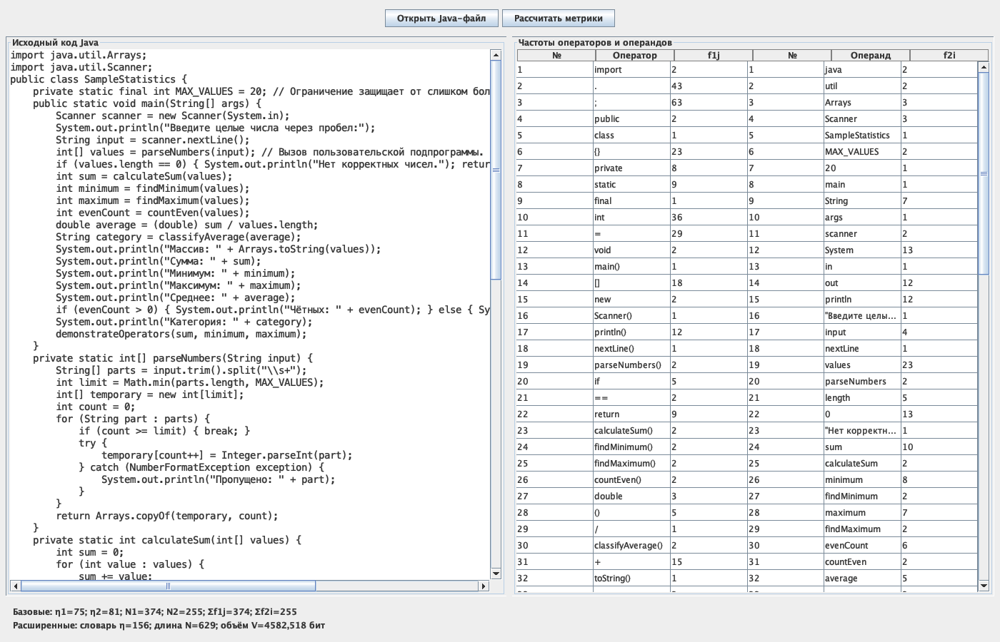 Открыть Java-файл Рассчитать метрики
Исходный код Java
import java.util.Arrays;
import java.util.Scanner;
public class SampleStatistics {
    private static final int MAX_VALUES = 20; // Ограничение защищает от слишком бол
    public static void main(String[] args) {
        Scanner scanner = new Scanner(System.in);
        System.out.println("Введите целые числа через пробел:");
        String input = scanner.nextLine();
        int[] values = parseNumbers(input); // Вызов пользовательской подпрограммы.
        if (values.length == 0) { System.out.println("Нет корректных чисел."); retur
        int sum = calculateSum(values);
        int minimum = findMinimum(values);
        int maximum = findMaximum(values);
        int evenCount = countEven(values);
        double average = (double) sum / values.length;
        String category = classifyAverage(average);
        System.out.println("Массив: " + Arrays.toString(values));
        System.out.println("Сумма: " + sum);
        System.out.println("Минимум: " + minimum);
        System.out.println("Максимум: " + maximum);
        System.out.println("Среднее: " + average);
        if (evenCount > 0) { System.out.println("Чётных: " + evenCount); } else { Sy
        System.out.println("Категория: " + category);
        demonstrateOperators(sum, minimum, maximum);
    }
    private static int[] parseNumbers(String input) {
        String[] parts = input.trim().split("\\s+");
        int limit = Math.min(parts.length, MAX_VALUES);
        int[] temporary = new int[limit];
        int count = 0;
        for (String part : parts) {
            if (count >= limit) { break; }
            try {
                temporary[count++] = Integer.parseInt(part);
            } catch (NumberFormatException exception) {
                System.out.println("Пропущено: " + part);
            }
        }
        return Arrays.copyOf(temporary, count);
    }
    private static int calculateSum(int[] values) {
        int sum = 0;
        for (int value : values) {
            sum += value;
Частоты операторов и операндов
№ Оператор f1j № Операнд f2i
1 import 2 1 java 2
2 . 43 2 util 2
3 ; 63 3 Arrays 3
4 public 2 4 Scanner 3
5 class 1 5 SampleStatistics 1
6 {} 23 6 MAX_VALUES 2
7 private 8 7 20 1
8 static 9 8 main 1
9 final 1 9 String 7
10 int 36 10 args 1
11 = 29 11 scanner 2
12 void 2 12 System 13
13 main() 1 13 in 1
14 [] 18 14 out 12
15 new 2 15 println 12
16 Scanner() 1 16 "Введите целы... 1
17 println() 12 17 input 4
18 nextLine() 1 18 nextLine 1
19 parseNumbers() 2 19 values 23
20 if 5 20 parseNumbers 2
21 == 2 21 length 5
22 return 9 22 0 13
23 calculateSum() 2 23 "Нет корректн... 1
24 findMinimum() 2 24 sum 10
25 findMaximum() 2 25 calculateSum 2
26 countEven() 2 26 minimum 8
27 double 3 27 findMinimum 2
28 () 5 28 maximum 7
29 / 1 29 findMaximum 2
30 classifyAverage() 2 30 evenCount 6
31 + 15 31 countEven 2
32 toString() 1 32 average 5
Базовые: η1=75; η2=81; N1=374; N2=255; Σf1j=374; Σf2i=255
Расширенные: словарь η=156; длина N=629; объём V=4582,518 бит